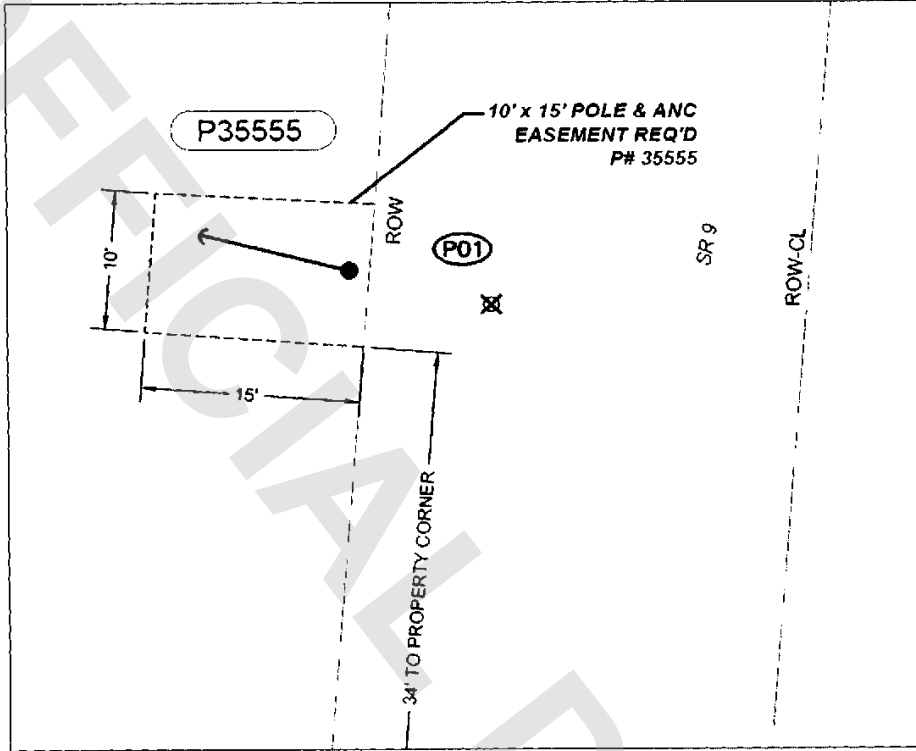 P35555
10' x 15' POLE & ANC
EASEMENT REQ'D
P# 35555
ROW
P01
SR 9
ROW-CL
10'
15'
34' TO PROPERTY CORNER
FFICIAL D